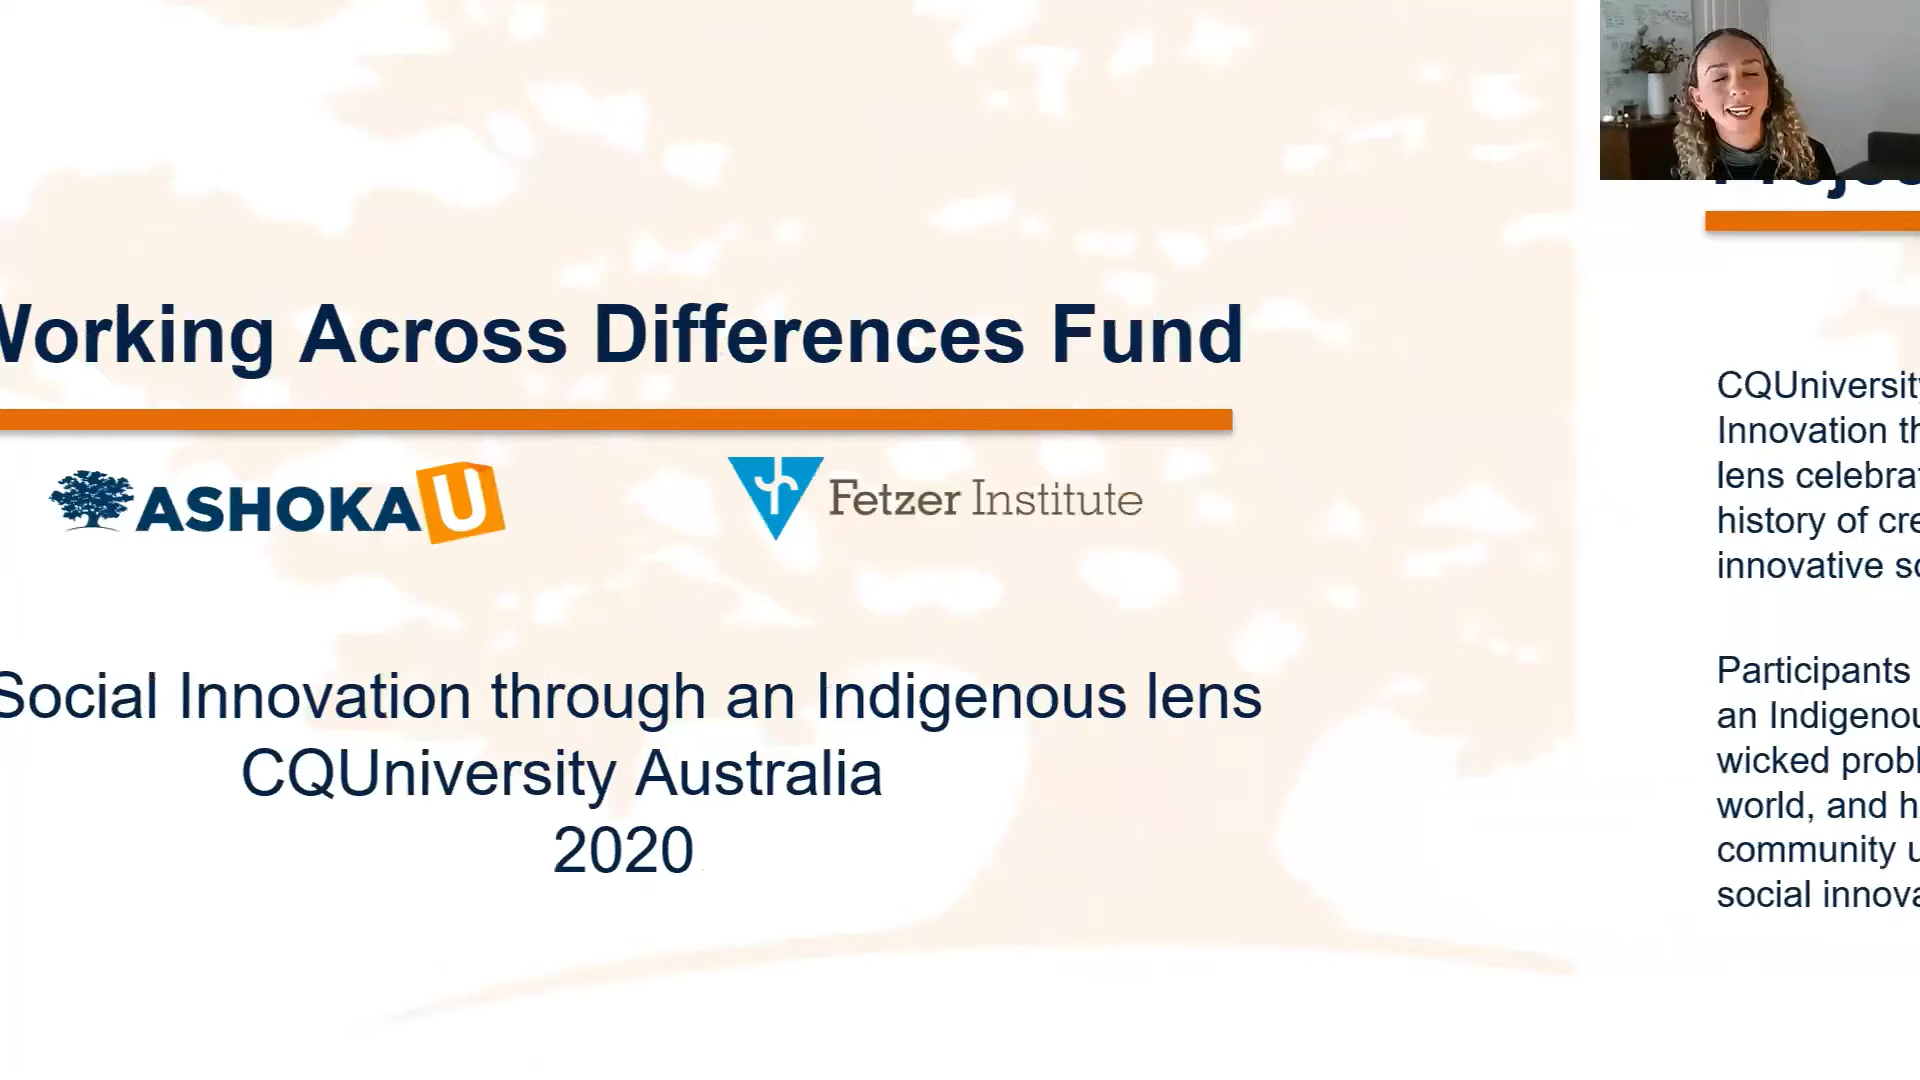 Working Across Differences Fund
ASHOKA U
Fetzer Institute
Social Innovation through an Indigenous lens
CQUniversity Australia
2020
CQUniversity
Innovation th
lens celebra
history of cre
innovative so
Participants
an Indigenou
wicked probl
world, and h
community u
social innova